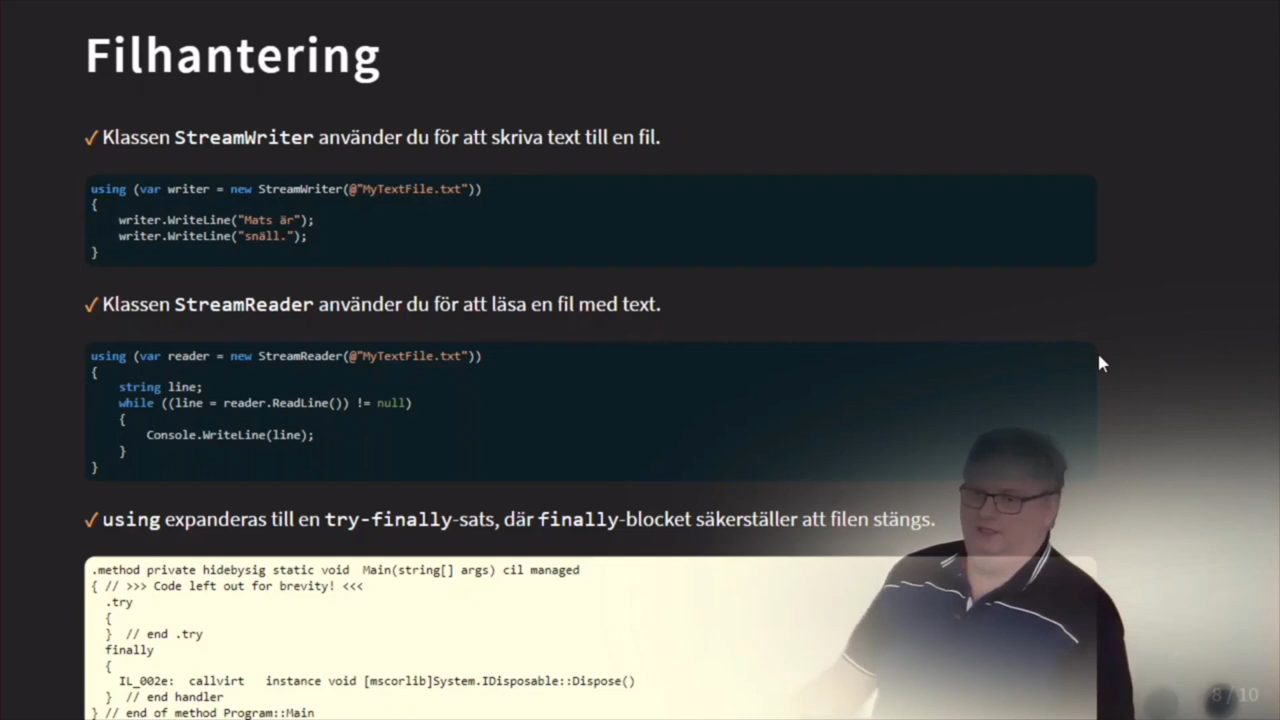 Filhantering
✓ Klassen StreamWriter använder du för att skriva text till en fil.
using (var writer = new StreamWriter(@"MyTextFile.txt"))
{
    writer.WriteLine("Mats är");
    writer.WriteLine("snäll.");
}
✓ Klassen StreamReader använder du för att läsa en fil med text.
using (var reader = new StreamReader(@"MyTextFile.txt"))
{
    string line;
    while ((line = reader.ReadLine()) != null)
    {
        Console.WriteLine(line);
    }
}
✓ using expanderas till en try-finally-sats, där finally-blocket säkerställer att filen stängs.
.method private hidebysig static void  Main(string[] args) cil managed
{ // >>> Code left out for brevity! <<<
  .try
  {
  }  // end .try
  finally
  {
    IL_002e:  callvirt   instance void [mscorlib]System.IDisposable::Dispose()
  }  // end handler
} // end of method Program::Main
8 / 10